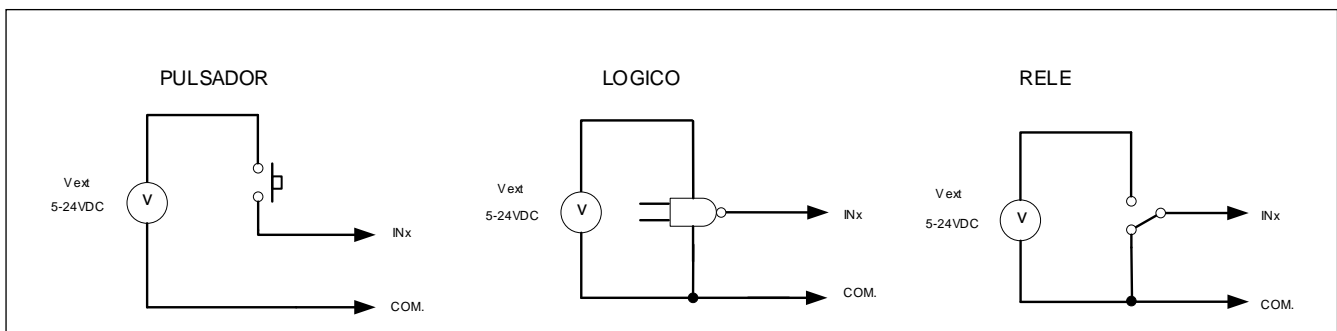 PULSADOR
Vext
5-24VDC
V
INx
COM.
LOGICO
Vext
5-24VDC
V
INx
COM.
RELE
Vext
5-24VDC
V
INx
COM.